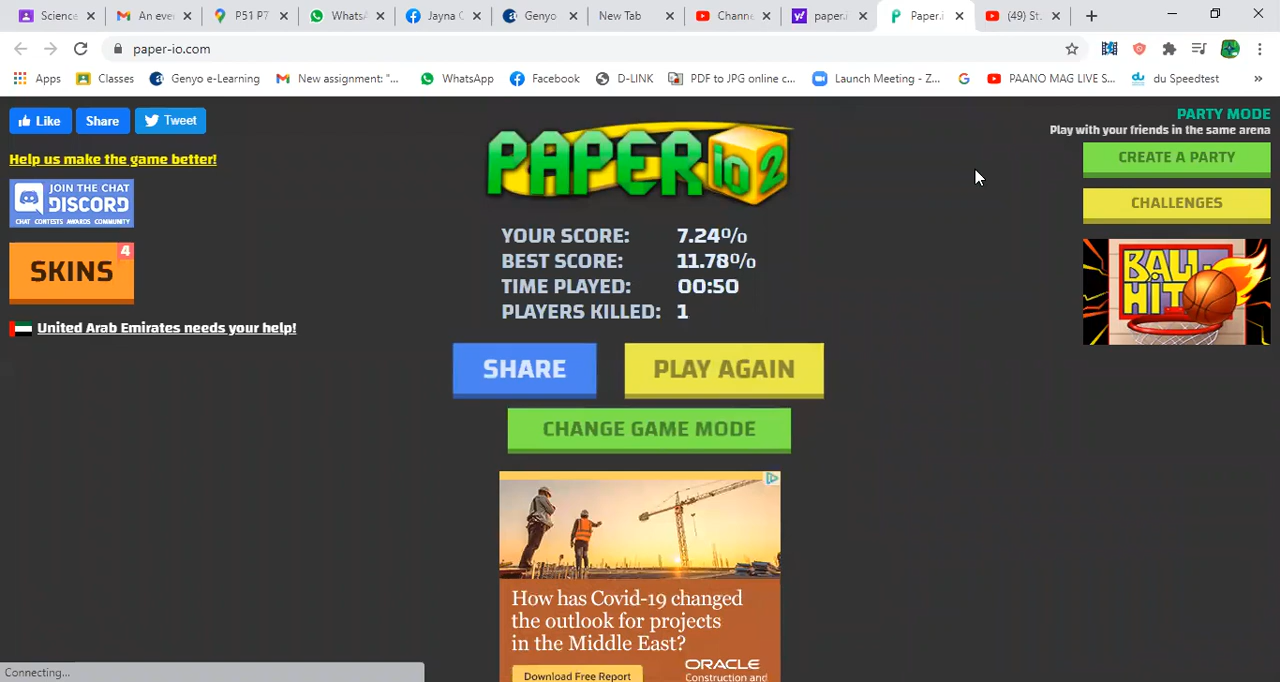 Science
An eve
P51 P7
WhatsA
Jayna C
Genyo
New Tab
Channe
paper.i
Paper.i
(49) St.
paper-io.com
Apps
Classes
Genyo e-Learning
New assignment: "...
WhatsApp
Facebook
D-LINK
PDF to JPG online c...
Launch Meeting - Z...
PAANO MAG LIVE S...
du Speedtest
»
Like
Share
Tweet
Help us make the game better!
JOIN THE CHAT
DISCORD
CHAT CONTESTS AWARDS COMMUNITY
SKINS
4
United Arab Emirates needs your help!
PAPER io 2
YOUR SCORE: 7.24%
BEST SCORE: 11.78%
TIME PLAYED: 00:50
PLAYERS KILLED: 1
SHARE
PLAY AGAIN
CHANGE GAME MODE
How has Covid-19 changed
the outlook for projects
in the Middle East?
Download Free Report
ORACLE
Construction and
PARTY MODE
Play with your friends in the same arena
CREATE A PARTY
CHALLENGES
BALL
HIT
Connecting...